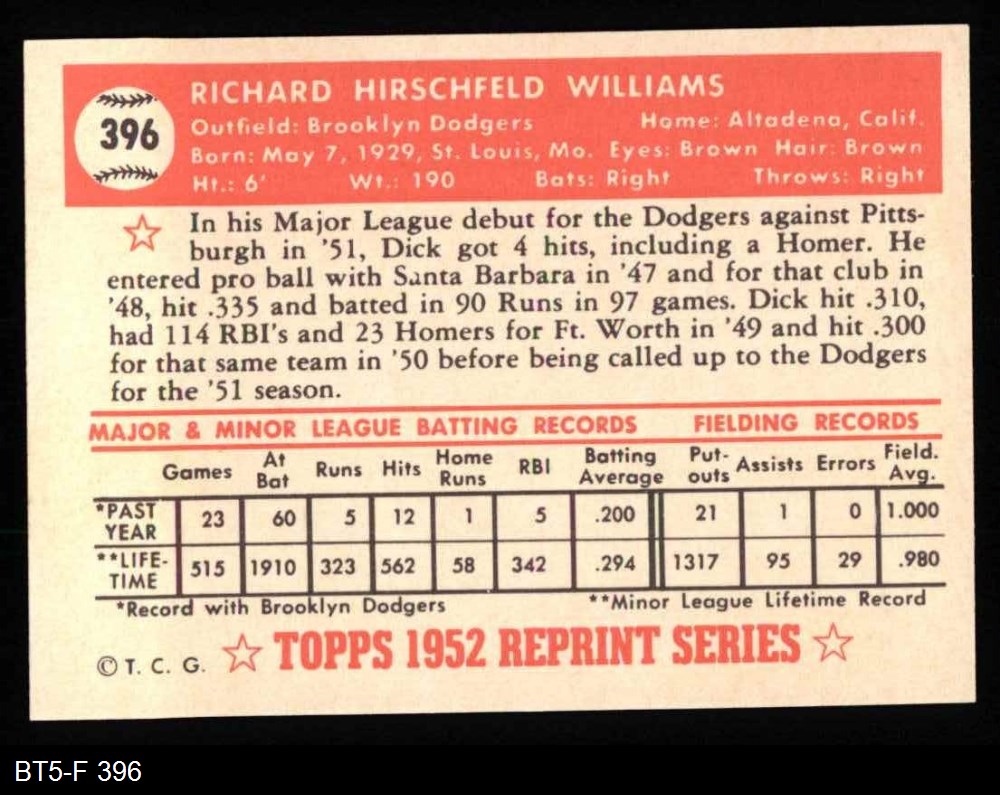 396
RICHARD HIRSCHFELD WILLIAMS
Outfield: Brooklyn Dodgers Home: Altadena, Calif.
Born: May 7, 1929, St. Louis, Mo. Eyes: Brown Hair: Brown
Ht.: 6' Wt.: 190 Bats: Right Throws: Right
In his Major League debut for the Dodgers against Pitts-
burgh in '51, Dick got 4 hits, including a Homer. He
entered pro ball with Santa Barbara in '47 and for that club in
'48, hit .335 and batted in 90 Runs in 97 games. Dick hit .310,
had 114 RBI's and 23 Homers for Ft. Worth in '49 and hit .300
for that same team in '50 before being called up to the Dodgers
for the '51 season.
MAJOR & MINOR LEAGUE BATTING RECORDS FIELDING RECORDS
Games At Bat Runs Hits Home Runs RBI Batting Average Put-outs Assists Errors Field. Avg.
*PAST YEAR 23 60 5 12 1 5 .200 21 1 0 1.000
**LIFE-TIME 515 1910 323 562 58 342 .294 1317 95 29 .980
*Record with Brooklyn Dodgers **Minor League Lifetime Record
© T. C. G. ☆ TOPPS 1952 REPRINT SERIES ☆
BT5-F 396